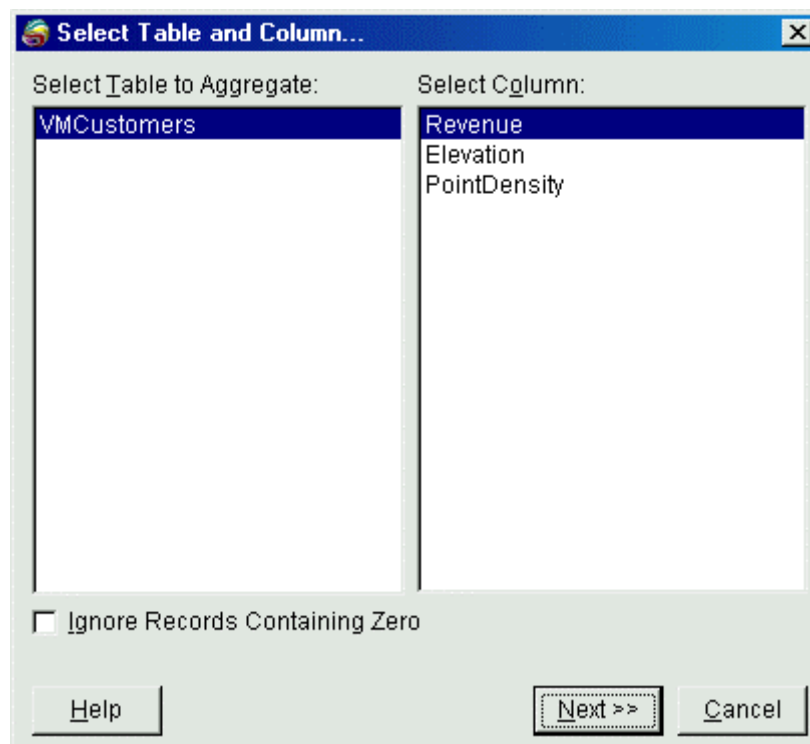 Select Table and Column...
Select Table to Aggregate:
Select Column:
VMCustomers
Revenue
Elevation
PointDensity
Ignore Records Containing Zero
Help
Next >>
Cancel